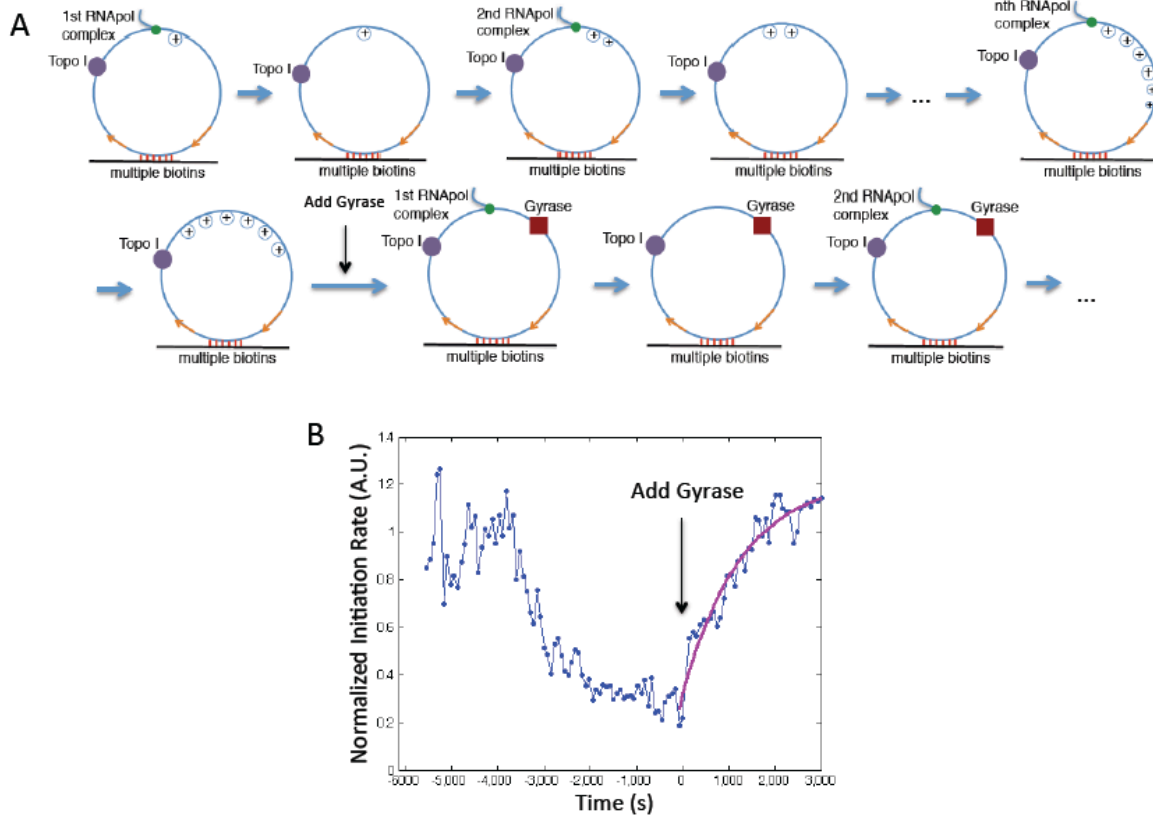 A
1st RNApol
complex
Topo I
+
multiple biotins
Topo I
+
multiple biotins
2nd RNApol
complex
Topo I
+ +
multiple biotins
Topo I
+ +
multiple biotins
...
nth RNApol
complex
Topo I
+ + + + + +
multiple biotins
Topo I
+ + + + + +
multiple biotins
Add Gyrase
1st RNApol
complex
Gyrase
Topo I
multiple biotins
Gyrase
Topo I
multiple biotins
2nd RNApol
complex
Gyrase
Topo I
multiple biotins
...
B
Normalized Initiation Rate (A.U.)
1.4
1.2
1
0.8
0.6
0.4
0.2
0
Add Gyrase
-6,000 -5,000 -4,000 -3,000 -2,000 -1,000 0 1,000 2,000 3,000
Time (s)